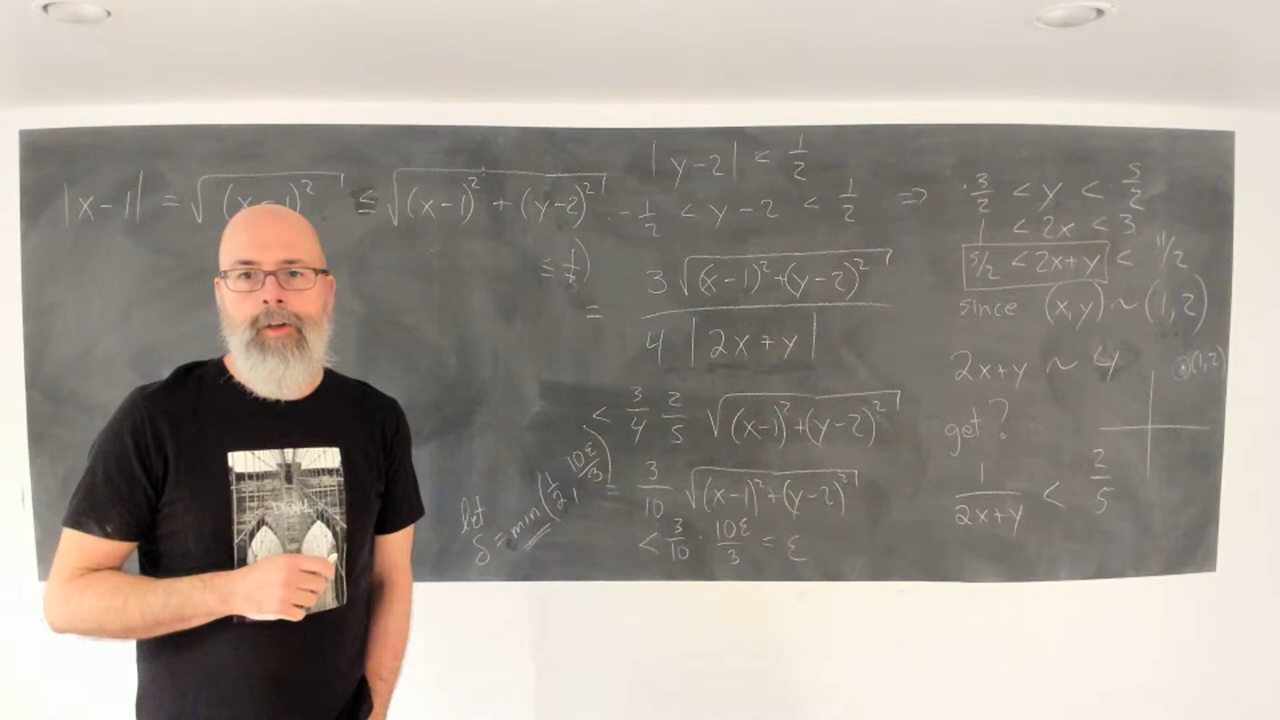 |x-1| = √(x-1)² ≤ √(x-1)² + (y-2)²
≤ 1/2)
|y-2| < 1/2
-1/2 < y-2 < 1/2 ⇒ 3/2 < y < 5/2
1 < 2x < 3
5/2 < 2x+y < 11/2
since (x,y) ~ (1,2)
2x+y ~ 4
get?
1/(2x+y) < 2/5
(1,2)
= 3√(x-1)²+(y-2)² / 4|2x+y|
< 3/4 2/5 √(x-1)²+(y-2)²
= 3/10 √(x-1)²+(y-2)²
< 3/10 · 10ε/3 = ε
let
δ = min(1/2, 10ε/3)